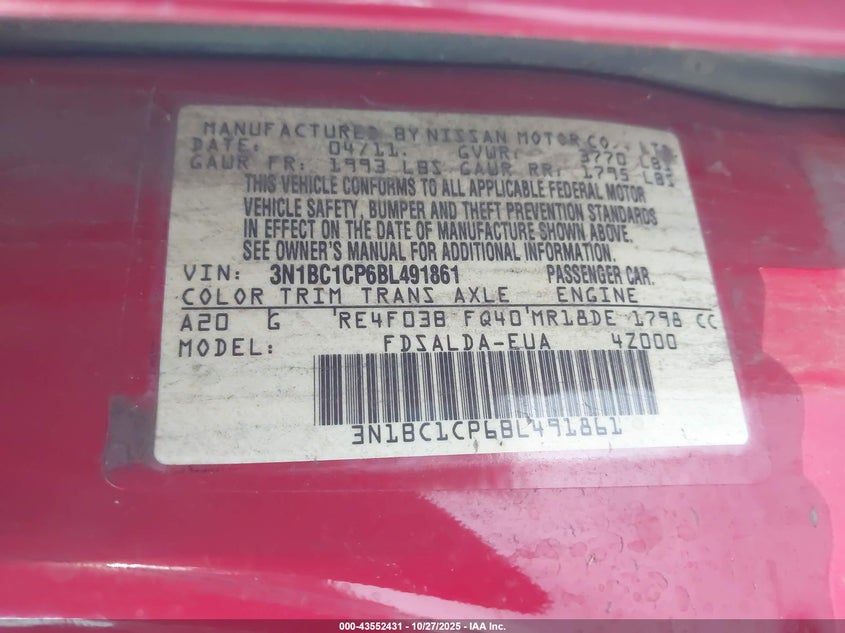 MANUFACTURED BY NISSAN MOTOR CO., LTD.
DATE: 04/11. GVWR: 3770 LBS
GAWR FR: 1993 LBS GAWR RR: 1795 LBS
THIS VEHICLE CONFORMS TO ALL APPLICABLE FEDERAL MOTOR
VEHICLE SAFETY, BUMPER AND THEFT PREVENTION STANDARDS
IN EFFECT ON THE DATE OF MANUFACTURE SHOWN ABOVE.
SEE OWNER'S MANUAL FOR ADDITIONAL INFORMATION.
VIN: 3N1BC1CP6BL491861 PASSENGER CAR.
COLOR TRIM TRANS AXLE ENGINE
A20 G RE4F03B FQ40 MR18DE 1798 CC
MODEL: FDSALDA-EUA 4Z000
3N1BC1CP6BL491861
000-43552431 - 10/27/2025 - IAA Inc.